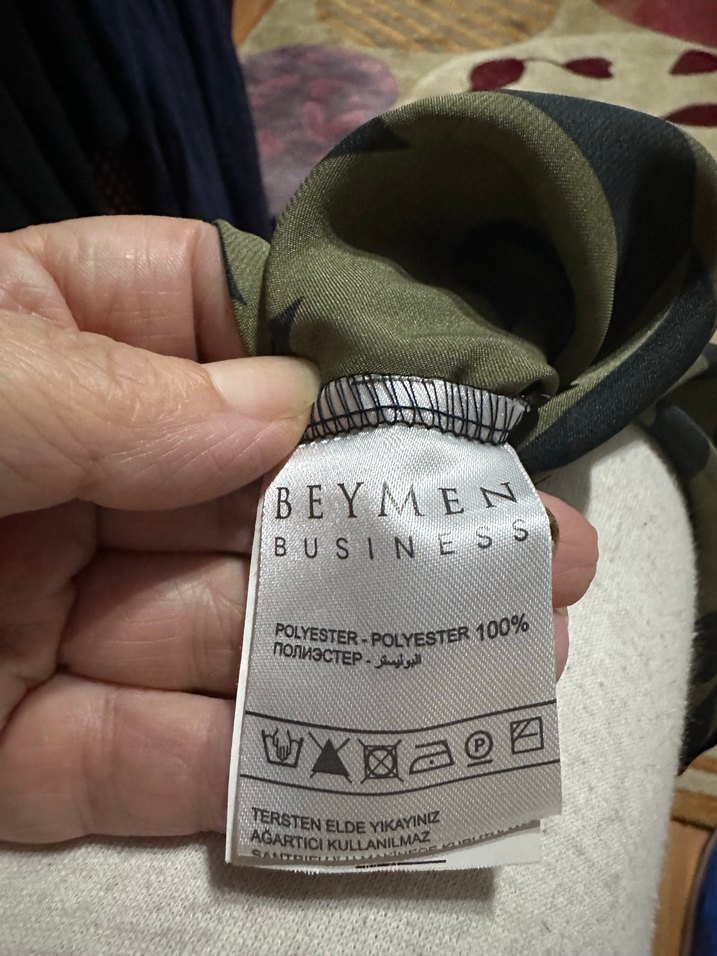 BEYMEN
BUSINESS
POLYESTER - POLYESTER 100%
ПОЛИЭСТЕР - البوليستر
P
TERSTEN ELDE YIKAYINIZ
AĞARTICI KULLANILMAZ